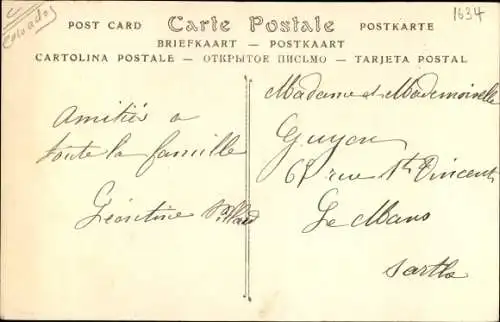 Colorados
1634
POST CARD Carte Postale POSTKARTE
BRIEFKAART — POSTKAART
CARTOLINA POSTALE — ОТКРЫТОЕ ПИСЬМО — TARJETA POSTAL
Amitiés a
toute la famille
Léontine
Madame et Mademoiselle
Guyon
67 rue St Vincent
Le Mans
Sarthe